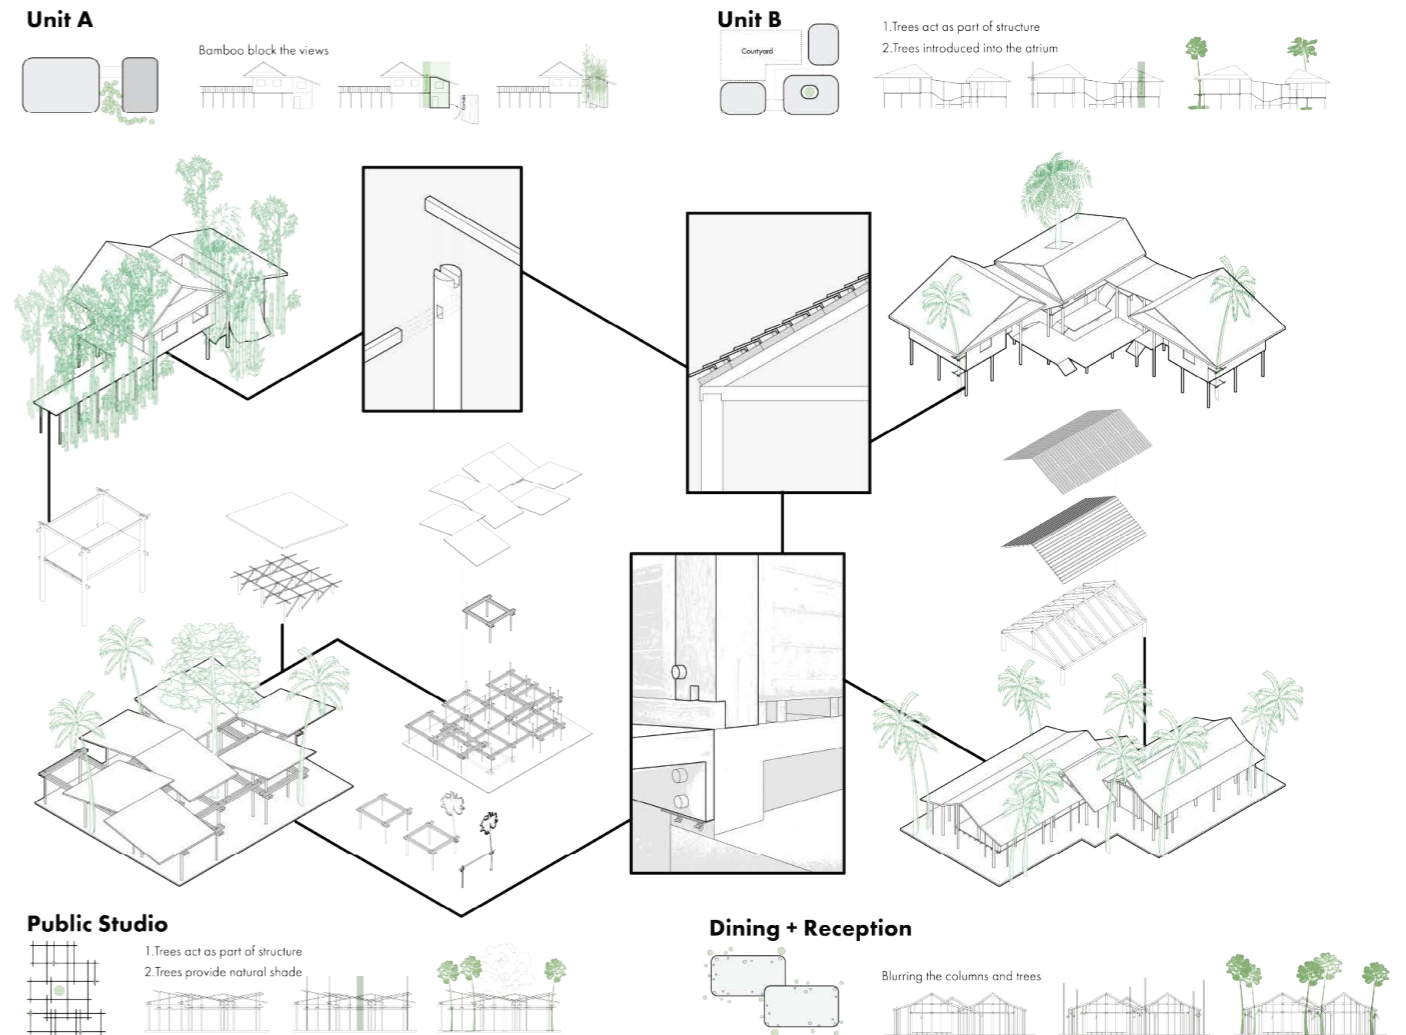 Unit A
Bamboo block the views
Unit B
Courtyard
1.Trees act as part of structure
2.Trees introduced into the atrium
Public Studio
1.Trees act as part of structure
2.Trees provide natural shade
Dining + Reception
Blurring the columns and trees